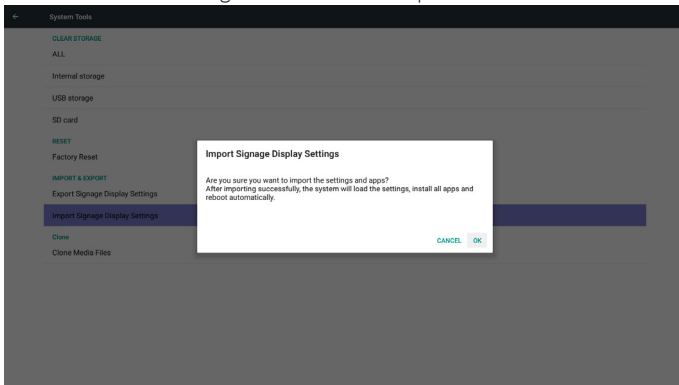 System Tools
CLEAR STORAGE
ALL
Internal storage
USB storage
SD card
RESET
Factory Reset
IMPORT & EXPORT
Export Signage Display Settings
Import Signage Display Settings
Clone
Clone Media Files
Import Signage Display Settings
Are you sure you want to import the settings and apps?
After importing successfully, the system will load the settings, install all apps and
reboot automatically.
CANCEL OK